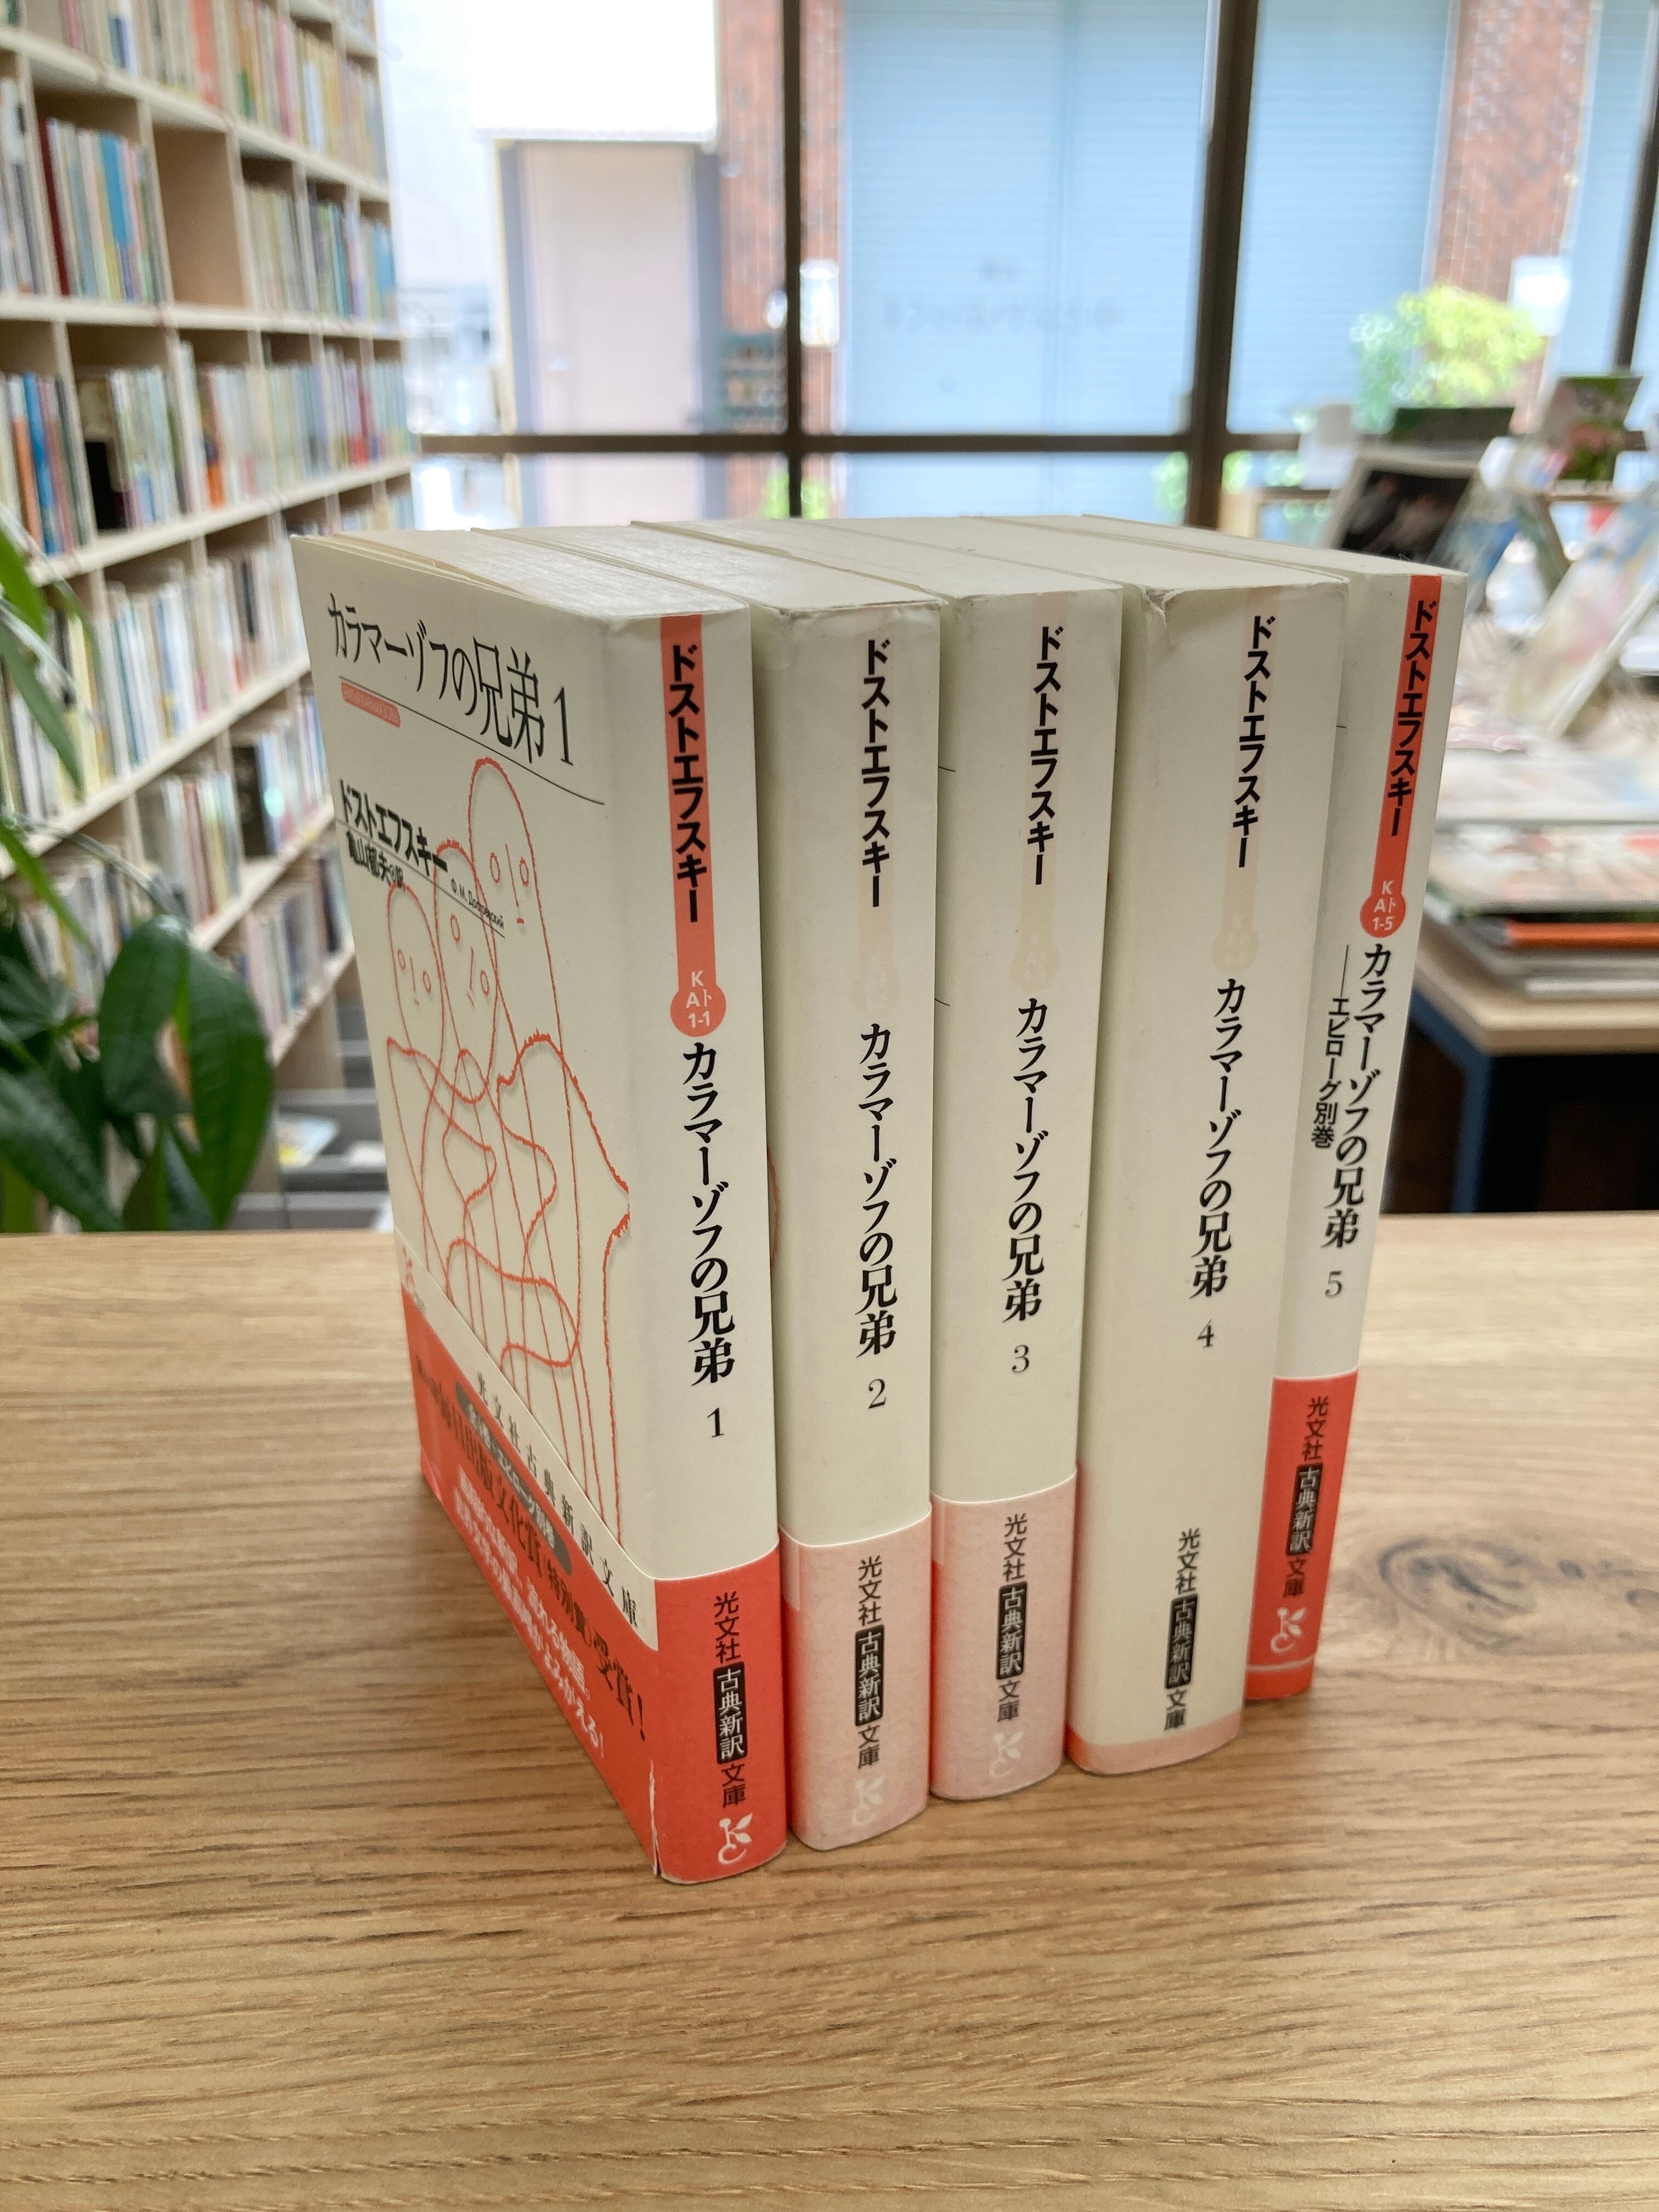 カラマーゾフの兄弟1
ドストエフスキー
亀山郁夫◎訳
光文社古典新訳文庫
ドストエフスキー
K
Aト
1-1
カラマーゾフの兄弟 1
光文社
古典新訳
文庫
ドストエフスキー
カラマーゾフの兄弟 2
光文社
古典新訳
文庫
ドストエフスキー
カラマーゾフの兄弟 3
光文社
古典新訳
文庫
ドストエフスキー
カラマーゾフの兄弟 4
光文社
古典新訳
文庫
ドストエフスキー
K
Aト
1-5
カラマーゾフの兄弟 5
──エピローグ別巻
光文社
古典新訳
文庫